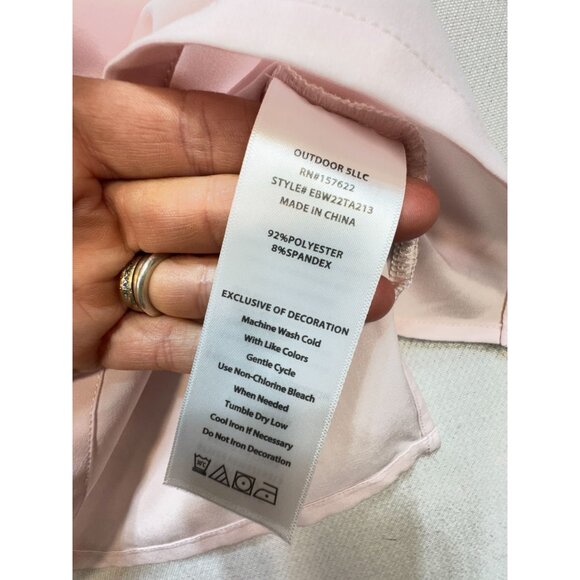 OUTDOOR 5LLC
RN#157622
STYLE# EBW22TA213
MADE IN CHINA
92%POLYESTER
8%SPANDEX
EXCLUSIVE OF DECORATION
Machine Wash Cold
With Like Colors
Gentle Cycle
Use Non-Chlorine Bleach
When Needed
Tumble Dry Low
Cool Iron If Necessary
Do Not Iron Decoration